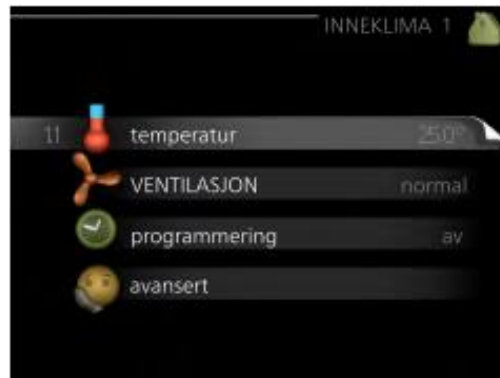 INNEKLIMA 1
1.1 temperatur 25.0°
VENTILASJON normal
programmering av
avansert